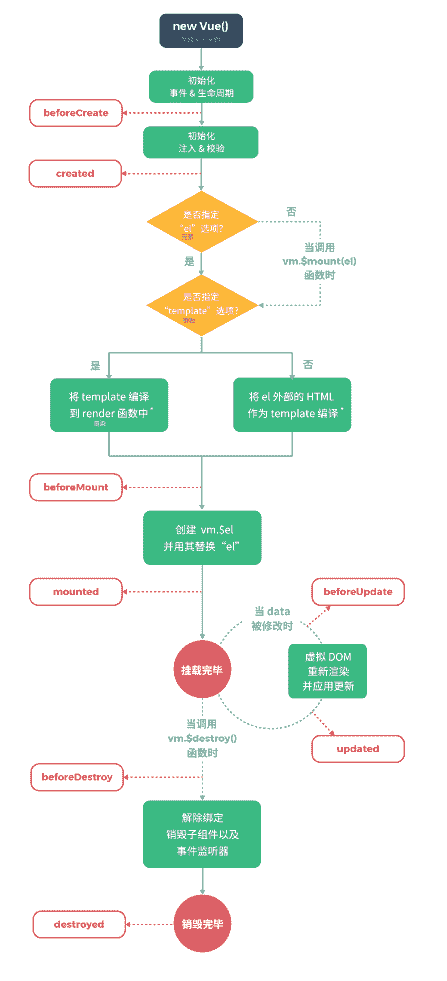 new Vue()
初始化
事件 & 生命周期
beforeCreate
初始化
注入 & 校验
created
是否指定
“el”选项?
否
是
当调用
vm.$mount(el)
函数时
是否指定
“template”选项?
是
否
将 template 编译
到 render 函数中*
渲染
将 el 外部的 HTML
作为 template 编译*
beforeMount
创建 vm.$el
并用其替换“el”
mounted
beforeUpdate
当 data
被修改时
挂载完毕
虚拟 DOM
重新渲染
并应用更新
当调用
vm.$destroy()
函数时
updated
beforeDestroy
解除绑定
销毁子组件以及
事件监听器
destroyed
销毁完毕